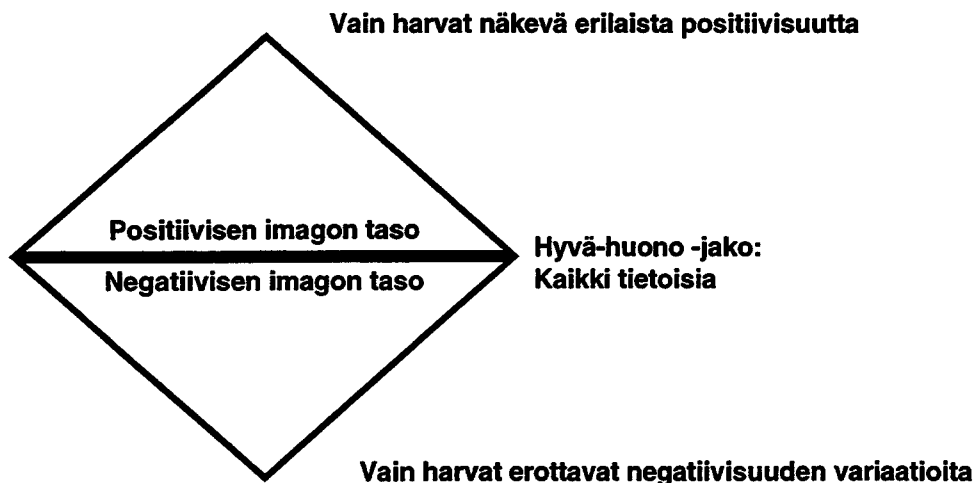 Vain harvat näkevä erilaista positiivisuutta
Positiivisen imagon taso
Negatiivisen imagon taso
Hyvä-huono -jako:
Kaikki tietoisia
Vain harvat erottavat negatiivisuuden variaatioita